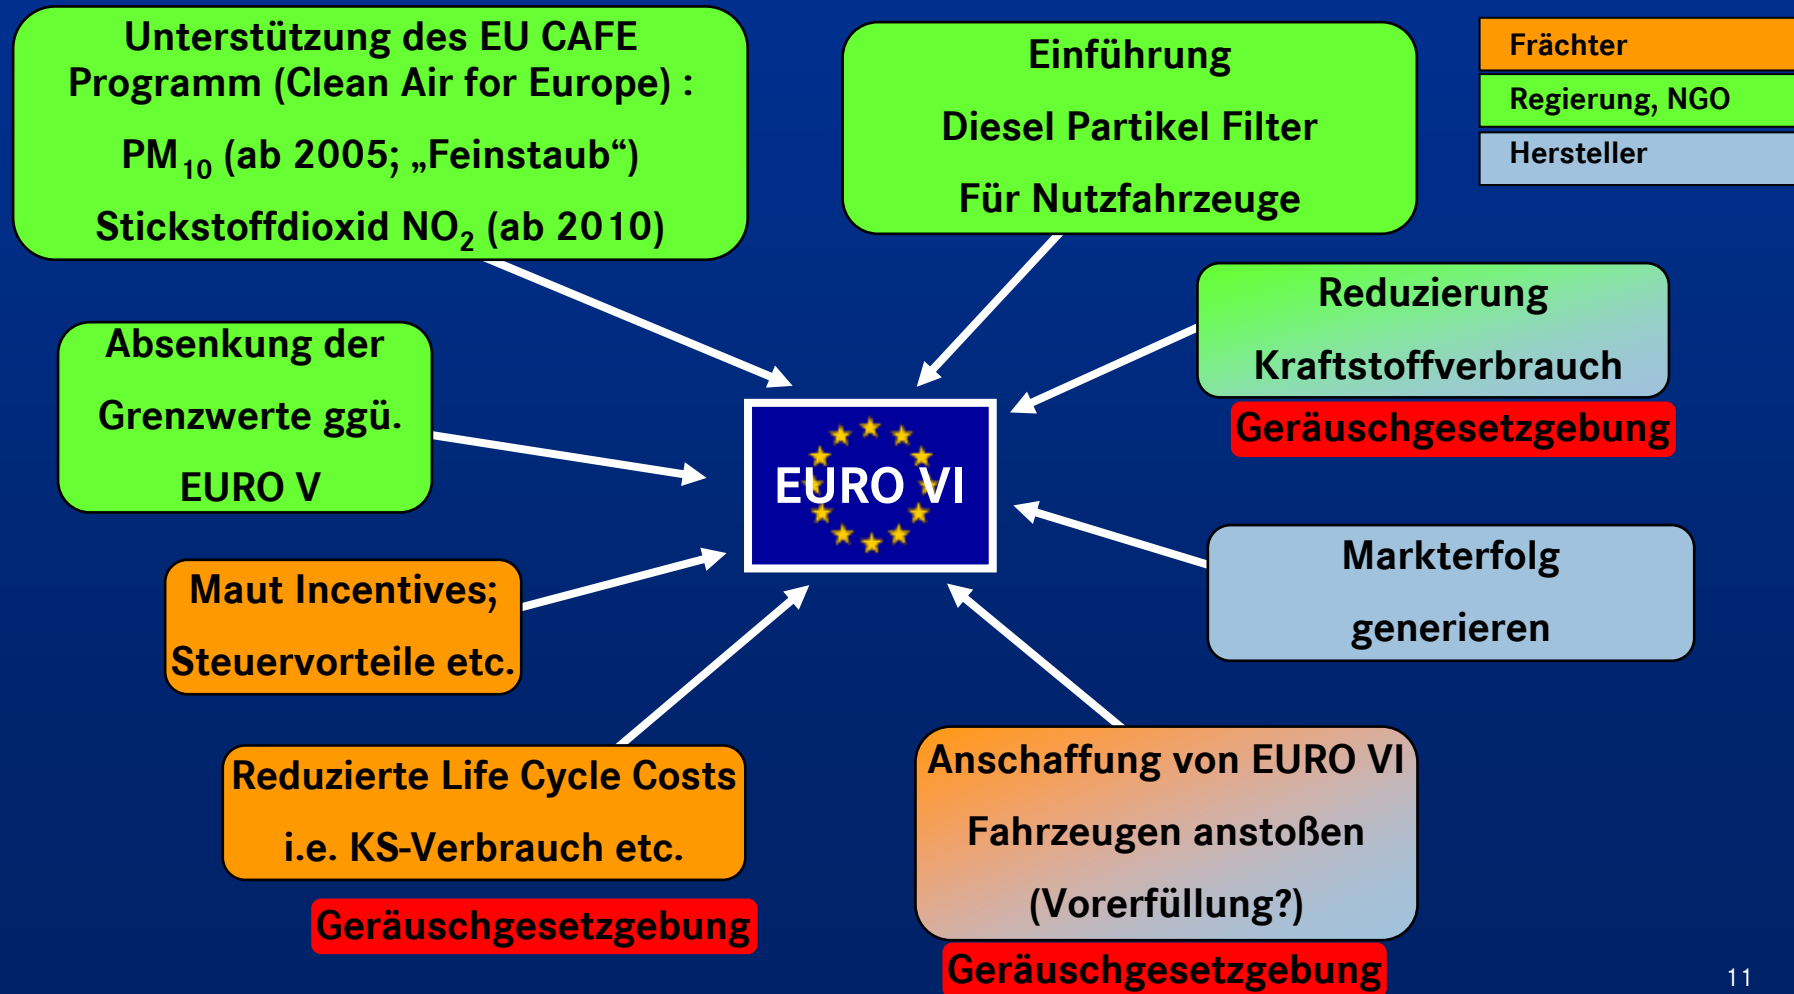 Unterstützung des EU CAFE
Programm (Clean Air for Europe) :
PM₁₀ (ab 2005; „Feinstaub“)
Stickstoffdioxid NO₂ (ab 2010)
Einführung
Diesel Partikel Filter
Für Nutzfahrzeuge
Frächter
Regierung, NGO
Hersteller
Reduzierung
Kraftstoffverbrauch
Geräuschgesetzgebung
Absenkung der
Grenzwerte ggü.
EURO V
EURO VI
Markterfolg
generieren
Maut Incentives;
Steuervorteile etc.
Reduzierte Life Cycle Costs
i.e. KS-Verbrauch etc.
Geräuschgesetzgebung
Anschaffung von EURO VI
Fahrzeugen anstoßen
(Vorerfüllung?)
Geräuschgesetzgebung
11